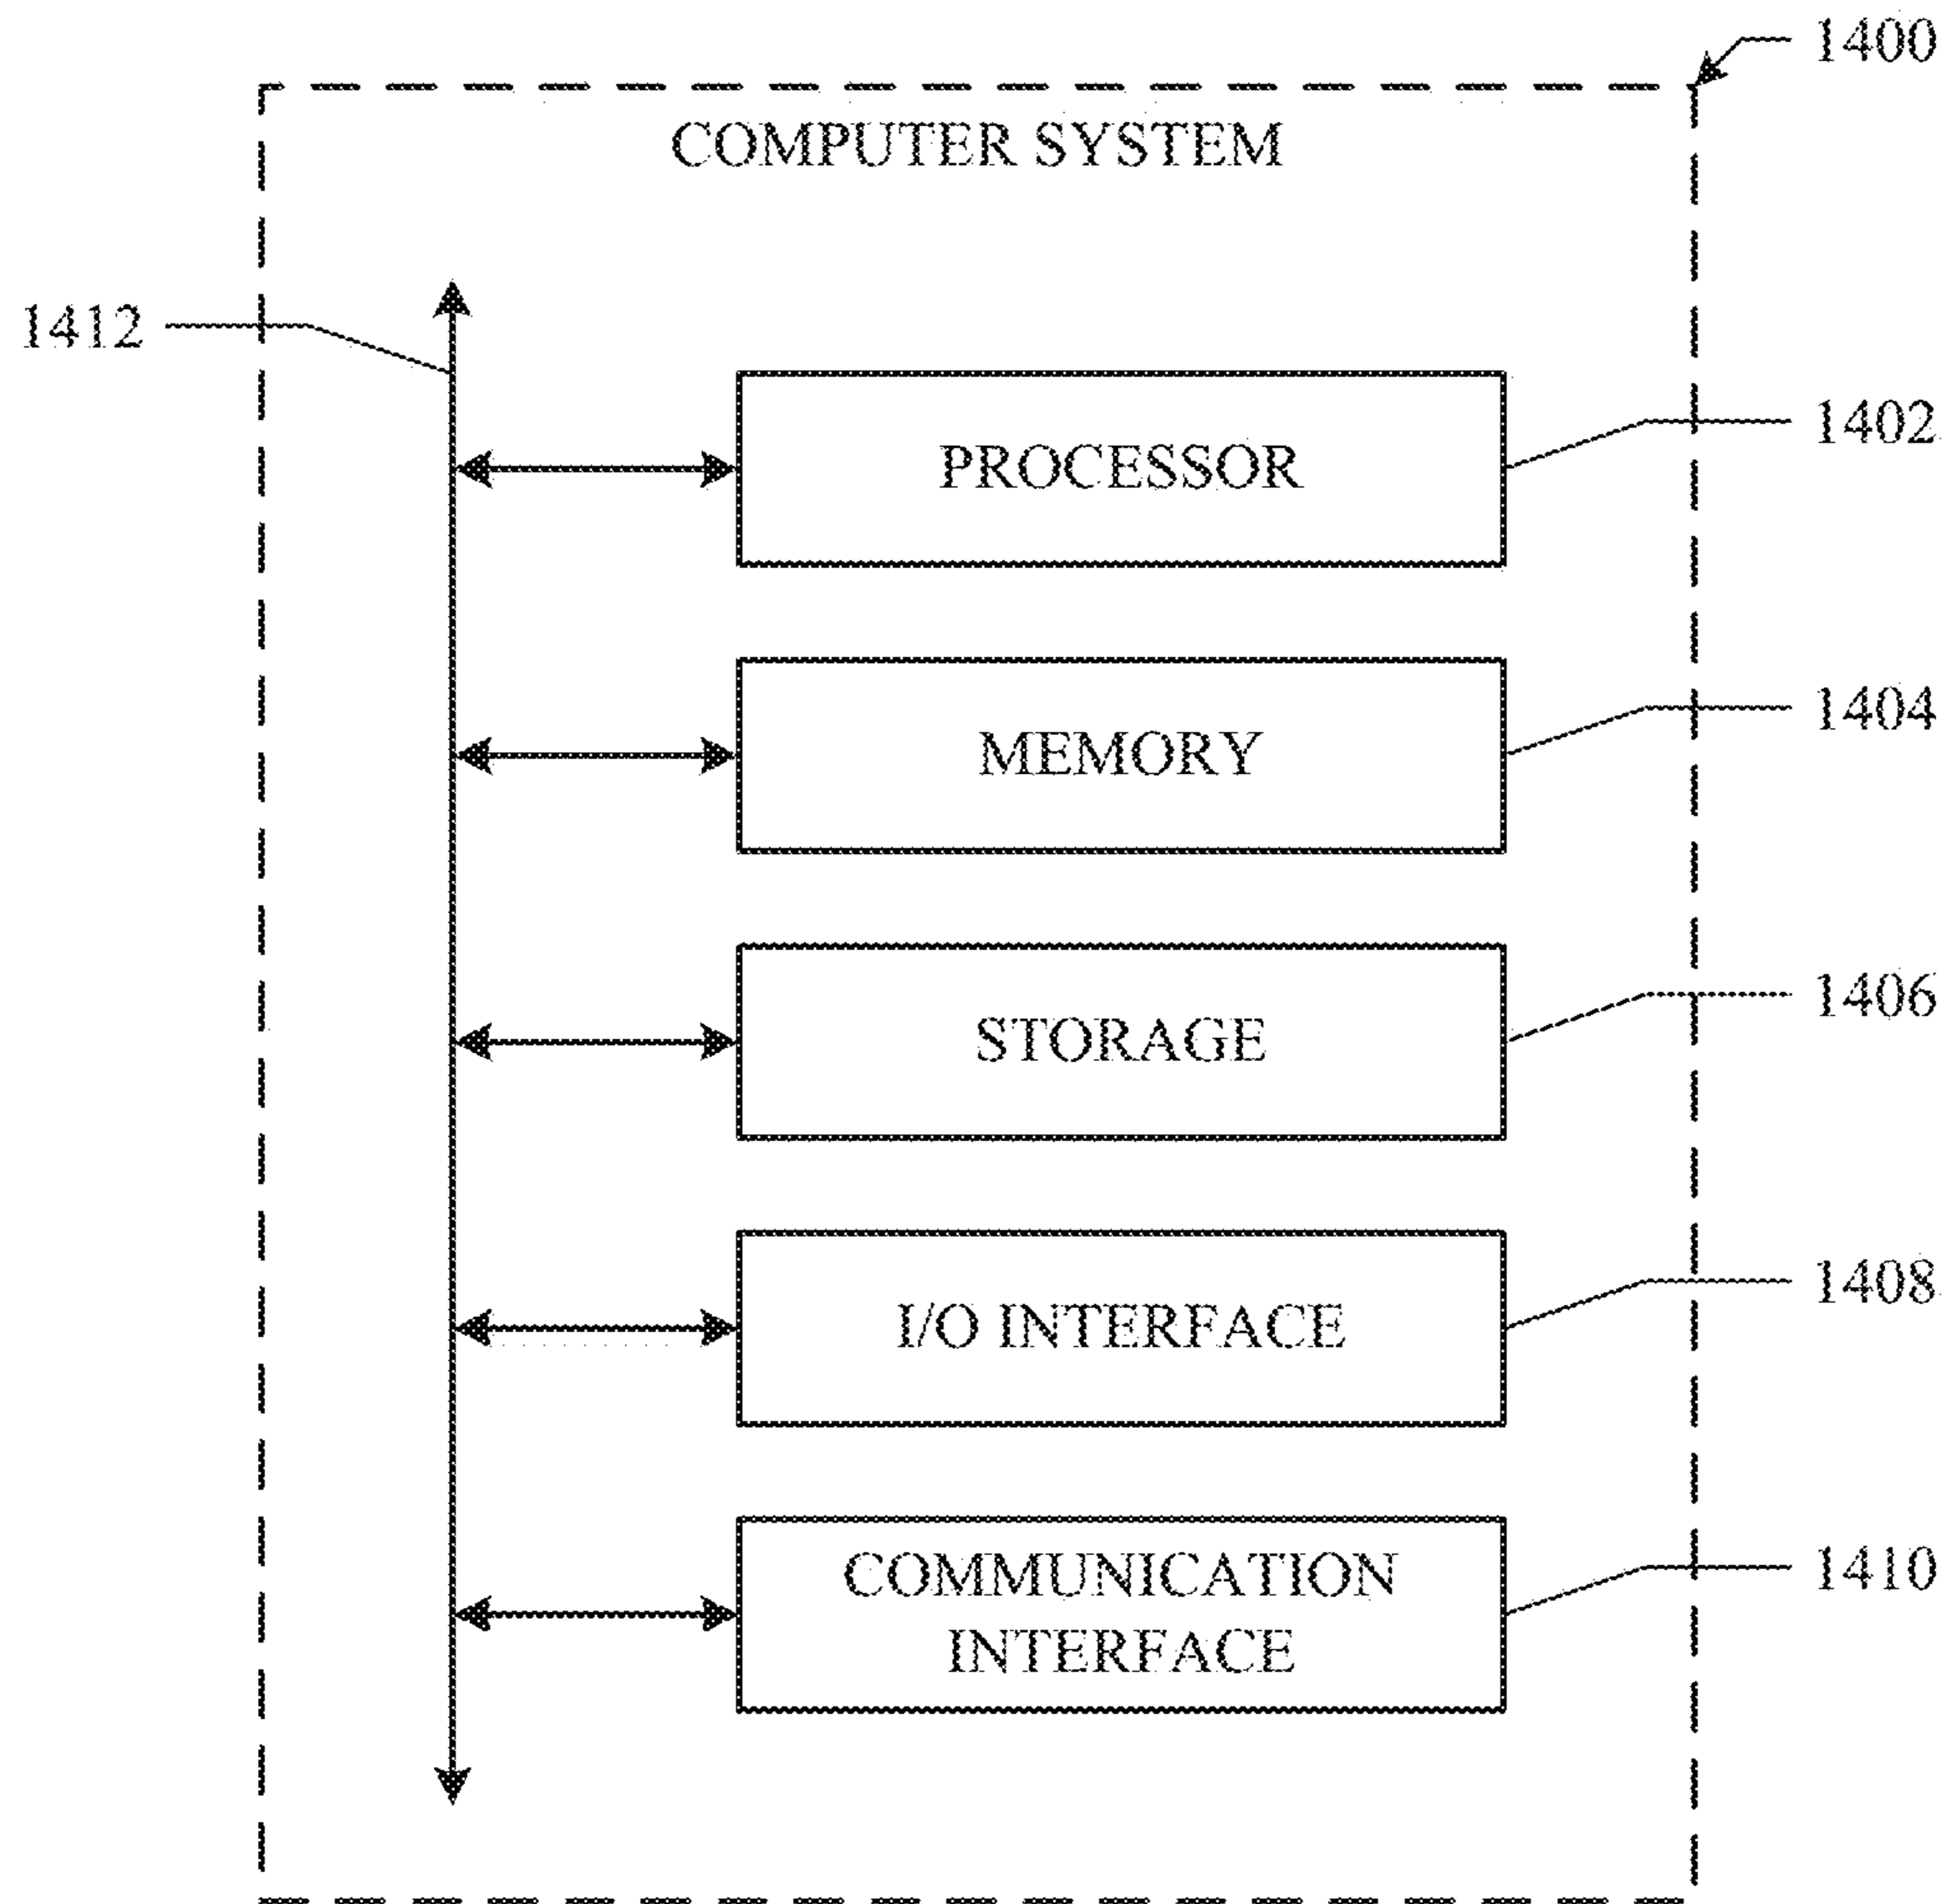 1400
COMPUTER SYSTEM
1412
PROCESSOR
1402
MEMORY
1404
STORAGE
1406
I/O INTERFACE
1408
COMMUNICATION
INTERFACE
1410